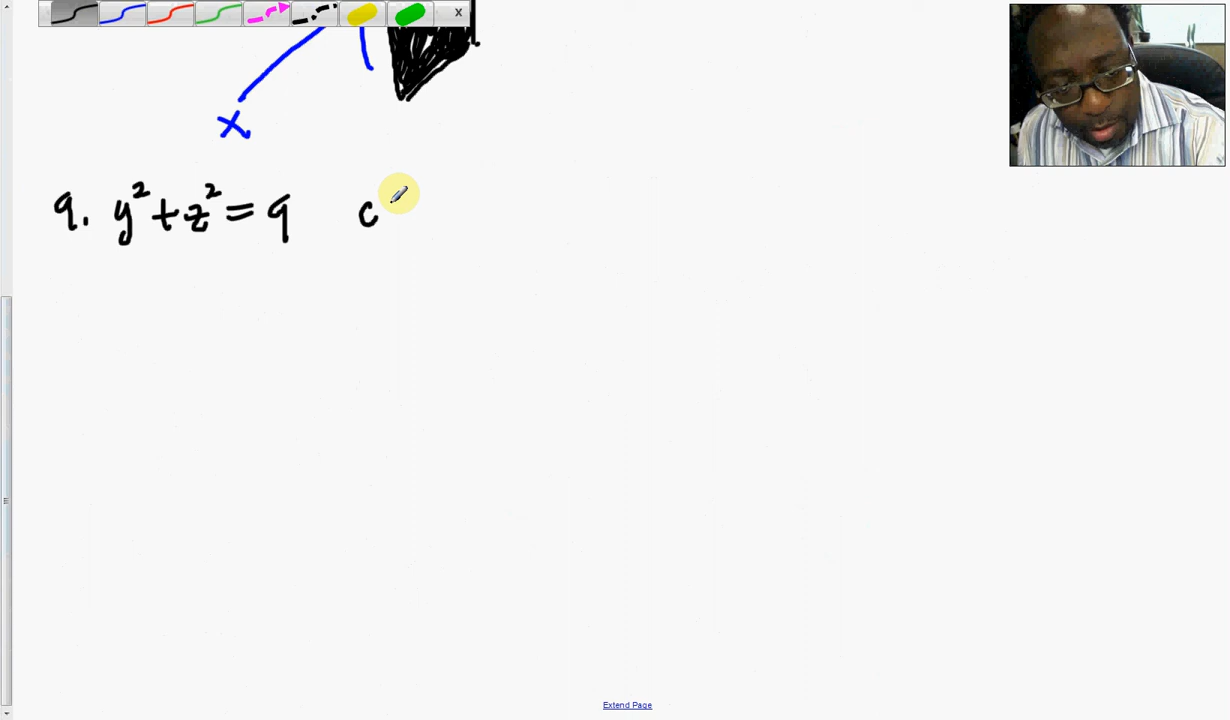 x
9. y² + z² = 9 c
Extend Page